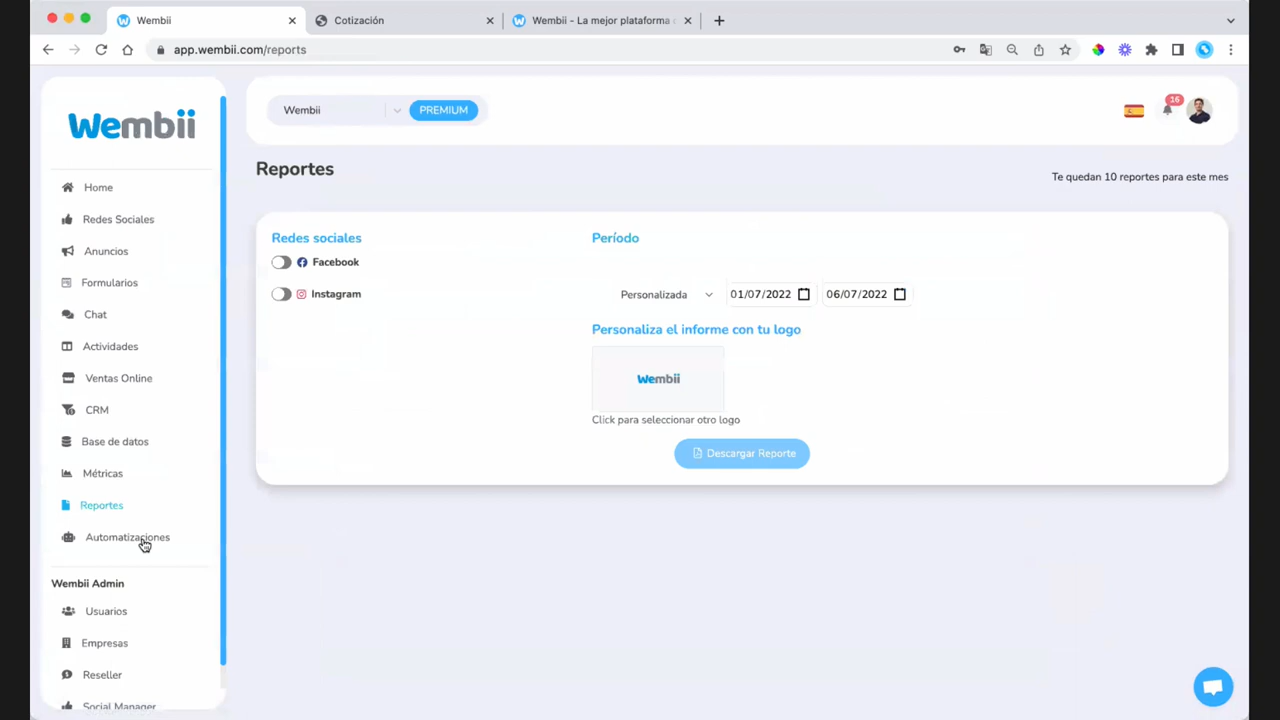 Wembii
Cotización
Wembii - La mejor plataforma
app.wembii.com/reports
Wembii
Home
Redes Sociales
Anuncios
Formularios
Chat
Actividades
Ventas Online
CRM
Base de datos
Métricas
Reportes
Automatizaciones
Wembii Admin
Usuarios
Empresas
Reseller
Social Manager
Wembii
PREMIUM
16
Reportes
Te quedan 10 reportes para este mes
Redes sociales
Facebook
Instagram
Período
Personalizada
01/07/2022
06/07/2022
Personaliza el informe con tu logo
Wembii
Click para seleccionar otro logo
Descargar Reporte